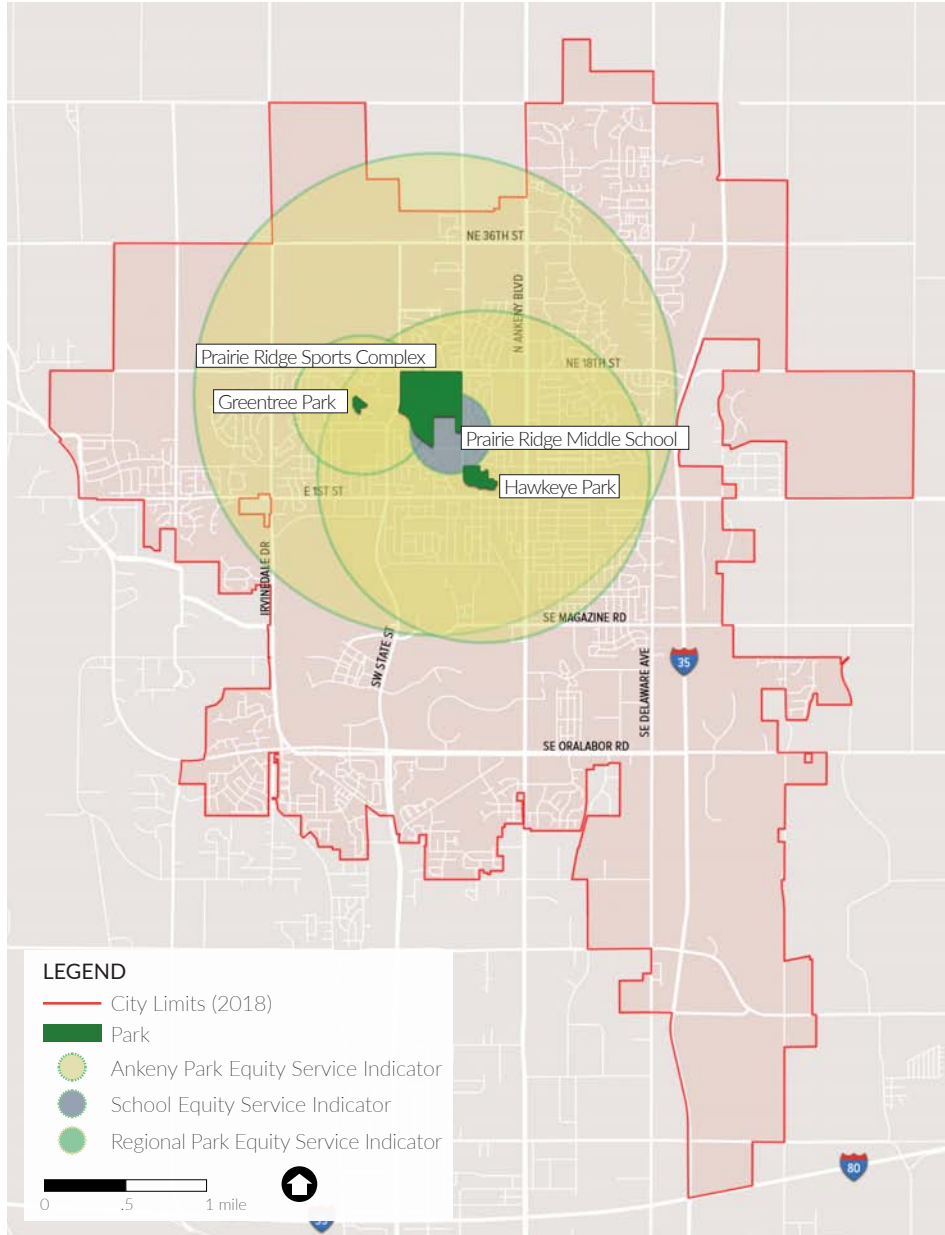 NE 36TH ST
N ANKENY BLVD
Prairie Ridge Sports Complex
NE 18TH ST
Greentree Park
Prairie Ridge Middle School
Hawkeye Park
E 1ST ST
IRVINEDALE DR
SE MAGAZINE RD
SW STATE ST
SE DELAWARE AVE
35
SE ORALABOR RD
LEGEND
City Limits (2018)
Park
Ankeny Park Equity Service Indicator
School Equity Service Indicator
Regional Park Equity Service Indicator
0 .5 1 mile
80